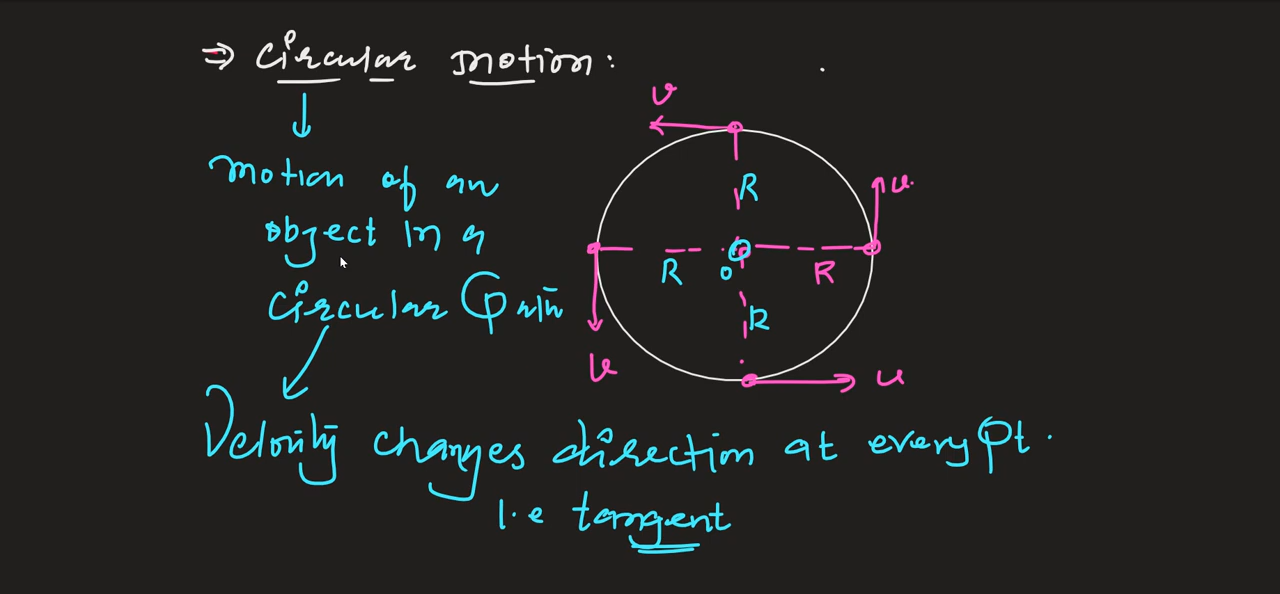 ⇒ Circular motion:
Motion of an
object in a
circular path
Velocity changes direction at every pt.
i.e tangent
v
R
u.
R
O
R
R
v
u